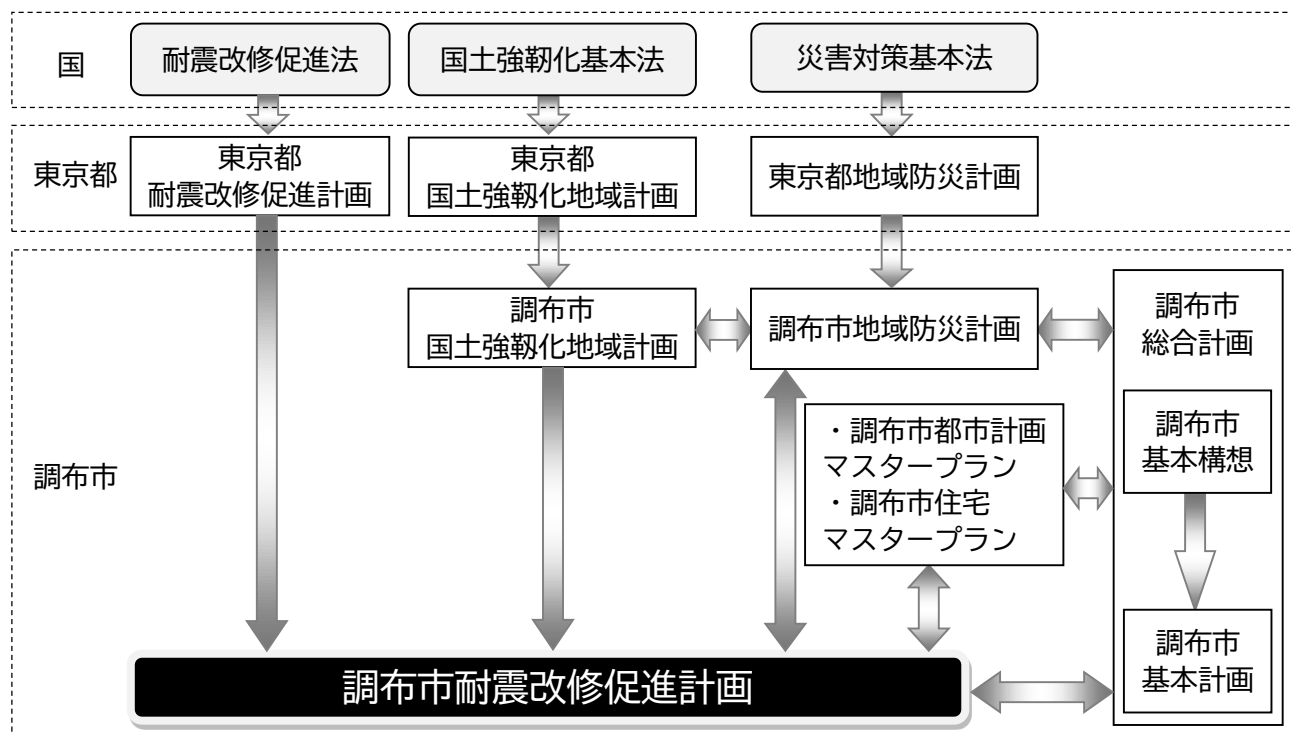 国
耐震改修促進法
国土強靱化基本法
災害対策基本法
東京都
東京都
耐震改修促進計画
東京都
国土強靱化地域計画
東京都地域防災計画
調布市
調布市
国土強靱化地域計画
調布市地域防災計画
調布市
総合計画
・調布市都市計画
マスタープラン
・調布市住宅
マスタープラン
調布市
基本構想
調布市
基本計画
調布市耐震改修促進計画